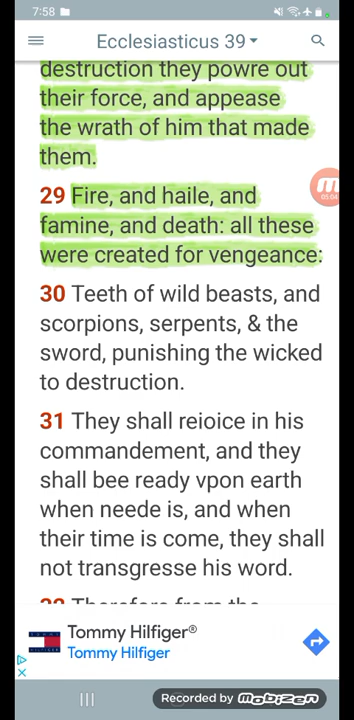 7:58
Ecclesiasticus 39
destruction they powre out
their force, and appease
the wrath of him that made
them.
29 Fire, and haile, and
famine, and death: all these
were created for vengeance:
30 Teeth of wild beasts, and
scorpions, serpents, & the
sword, punishing the wicked
to destruction.
31 They shall reioice in his
commandement, and they
shall bee ready vpon earth
when neede is, and when
their time is come, they shall
not transgresse his word.
32 Therefore from the
Tommy Hilfiger®
Tommy Hilfiger
Recorded by mobizen